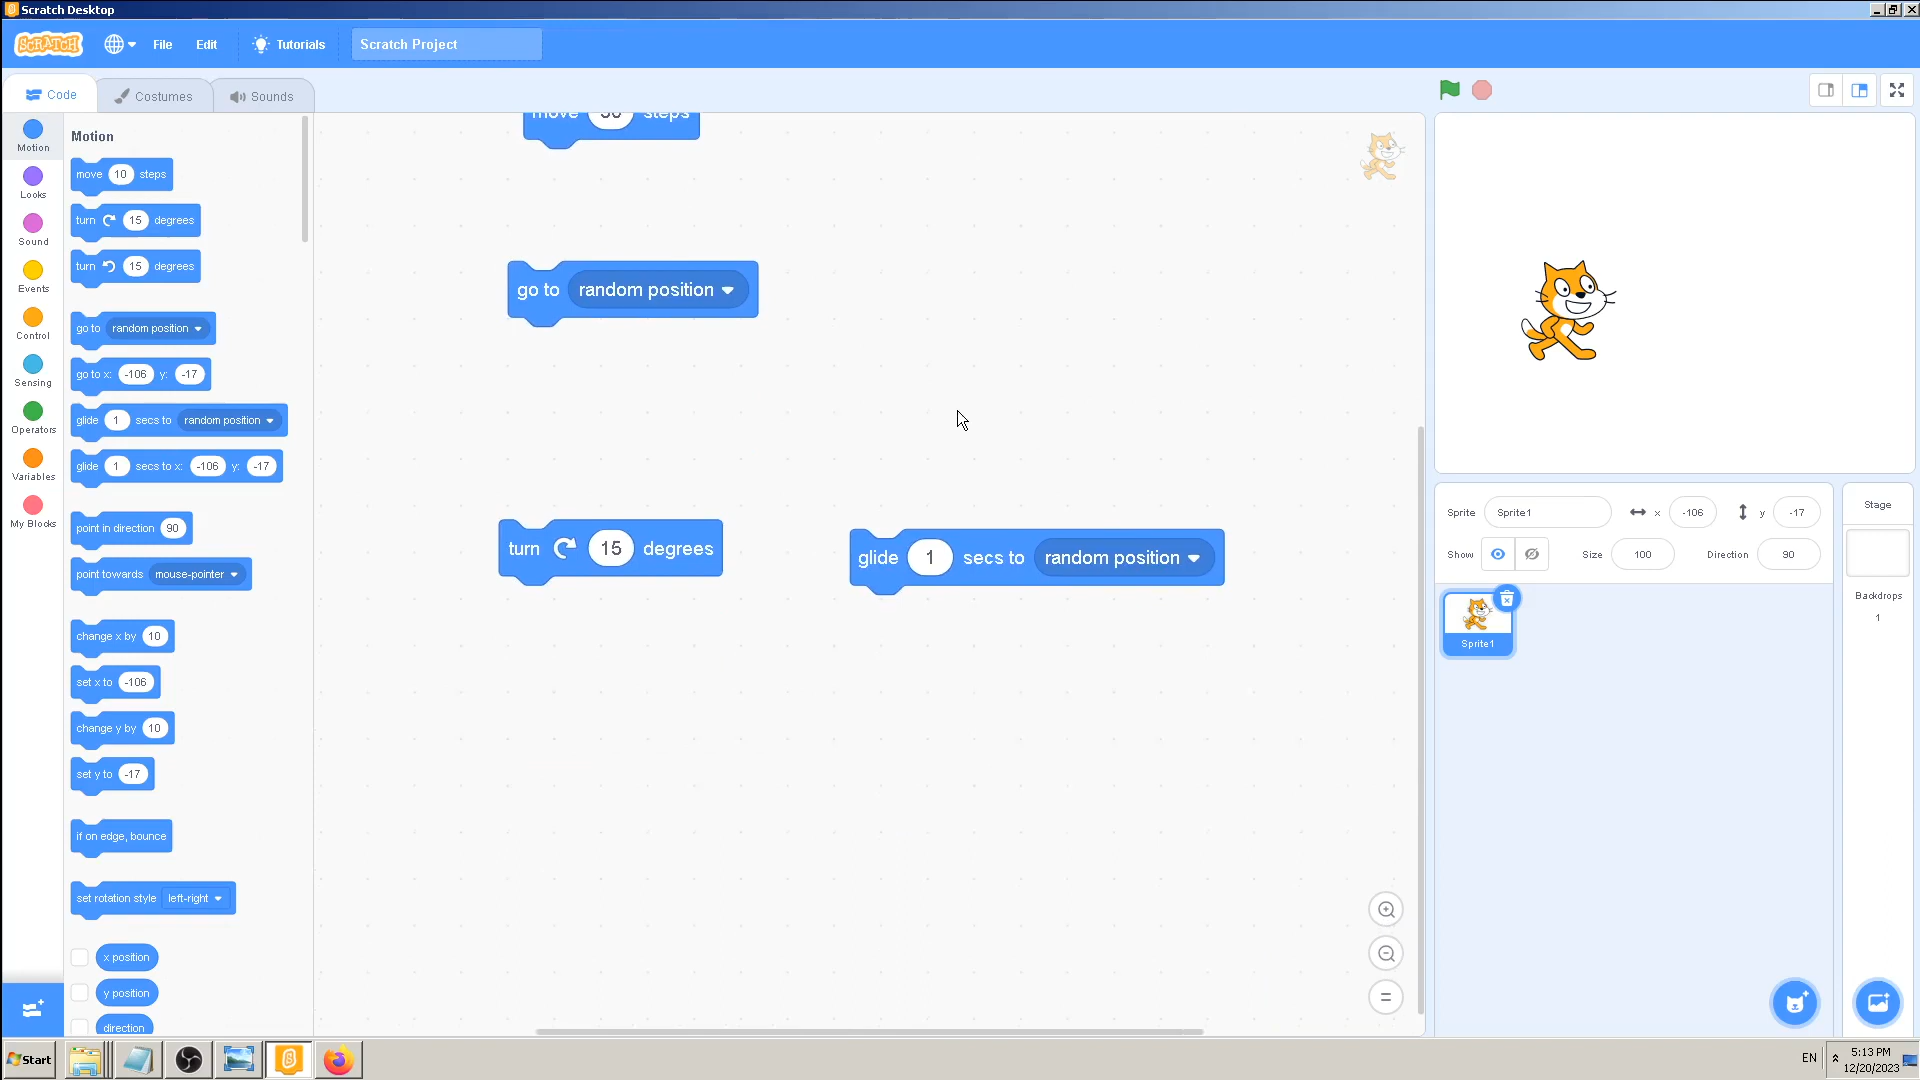 Scratch Desktop
SCRATCH
File
Edit
Tutorials
Scratch Project
Code
Costumes
Sounds
Motion
Looks
Sound
Events
Control
Sensing
Operators
Variables
My Blocks
Motion
move 10 steps
turn 15 degrees
turn 15 degrees
go to random position
go to x: -106 y: -17
glide 1 secs to random position
glide 1 secs to x: -106 y: -17
point in direction 90
point towards mouse-pointer
change x by 10
set x to -106
change y by 10
set y to -17
if on edge, bounce
set rotation style left-right
x position
y position
direction
move steps
go to random position
turn 15 degrees
glide 1 secs to random position
Sprite Sprite1 x -106 y -17
Show Size 100 Direction 90
Sprite1
Stage
Backdrops
1
Start
EN
5:13 PM
12/20/2023